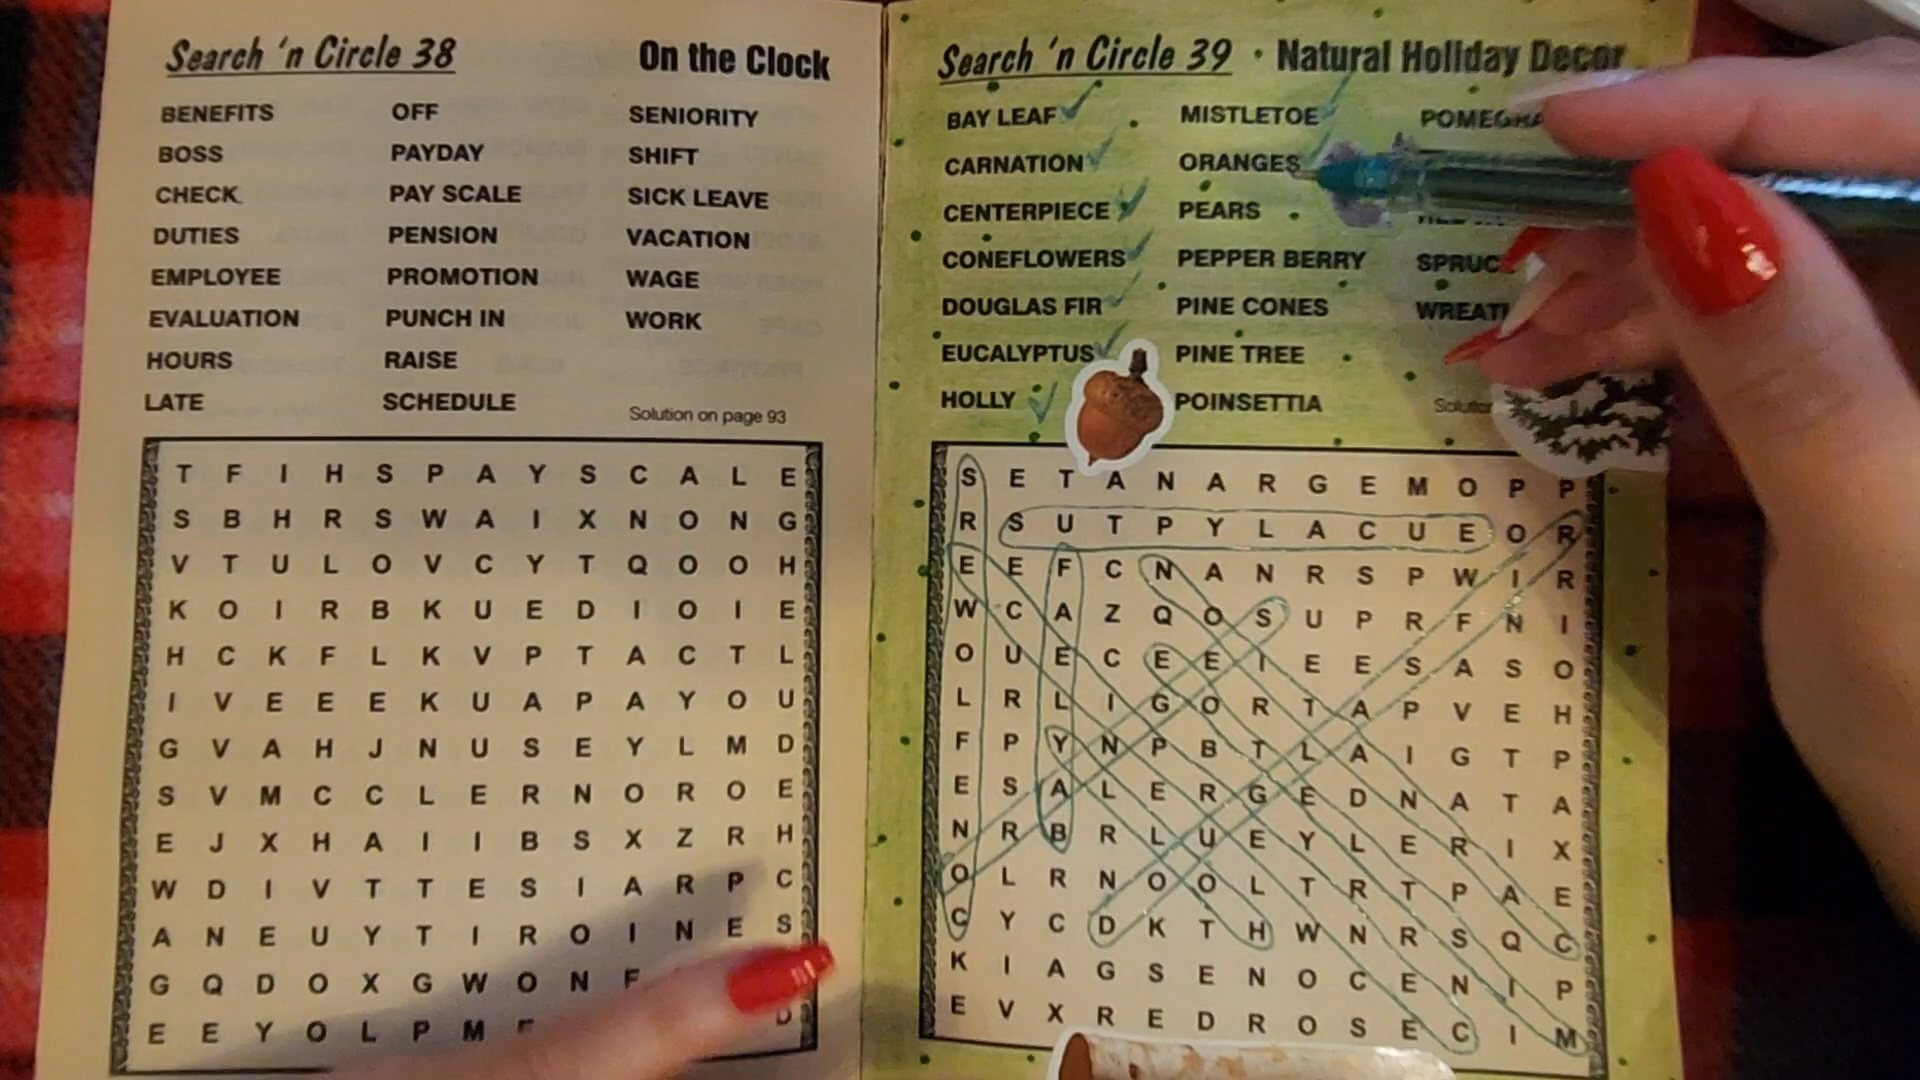 Search 'n Circle 38 On the Clock
BENEFITS OFF SENIORITY
BOSS PAYDAY SHIFT
CHECK PAY SCALE SICK LEAVE
DUTIES PENSION VACATION
EMPLOYEE PROMOTION WAGE
EVALUATION PUNCH IN WORK
HOURS RAISE
LATE SCHEDULE Solution on page 93
T F I H S P A Y S C A L E
S B H R S W A I X N O N G
V T U L O V C Y T Q O O H
K O I R B K U E D I O I E
H C K F L K V P T A C T L
I V E E E K U A P A Y O U
G V A H J N U S E Y L M D
S V M C C L E R N O R O E
E J X H A I I B S X Z R H
W D I V T T E S I A R P C
A N E U Y T I R O I N E S
G Q D O X G W O N F
E E Y O L P M
Search 'n Circle 39 · Natural Holiday Decor
BAY LEAF MISTLETOE
CARNATION ORANGES
CENTERPIECE PEARS
CONEFLOWERS PEPPER BERRY
DOUGLAS FIR PINE CONES
EUCALYPTUS PINE TREE
HOLLY POINSETTIA
S E T A N A R G E M O P P
R S U T P Y L A C U E O R
E E F C N A N R S P W I R
W C A Z Q O S U P R F N I
O U E C E E I E E S A S O
L R L I G O R T A P V E H
F P Y N P B T L A I G T P
E S A L E R G E D N A T A
N R B R L U E Y L E R I X
O L R N O O L T R T P A E
C Y C D K T H W N R S Q C
K I A G S E N O C E N I P
E V X R E D R O S E C I M